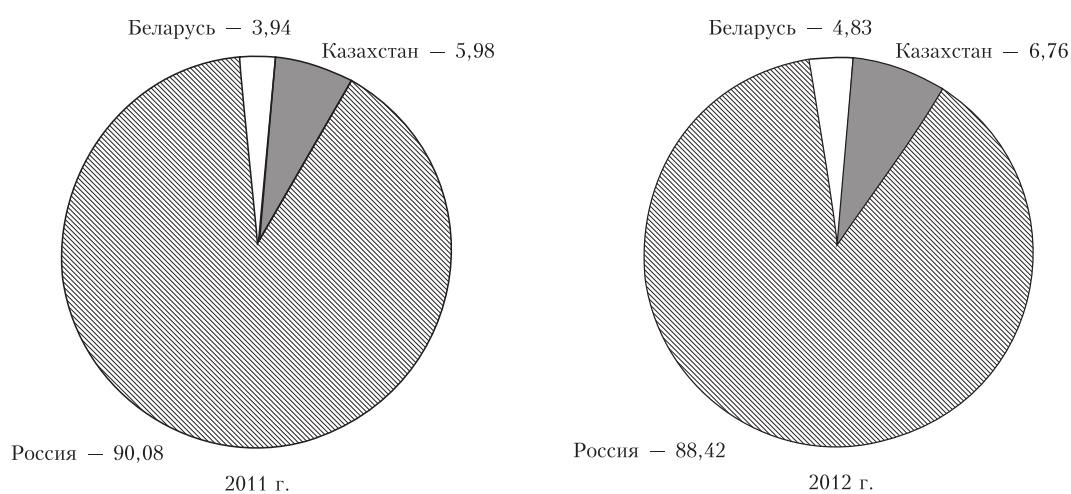 Беларусь — 3,94
Казахстан — 5,98
Россия — 90,08
2011 г.
Беларусь — 4,83
Казахстан — 6,76
Россия — 88,42
2012 г.